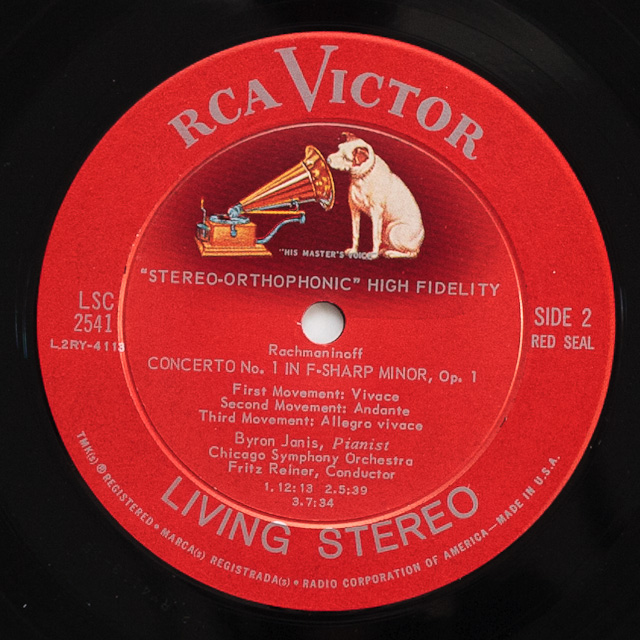 RCA VICTOR
"HIS MASTER'S VOICE"
"STEREO-ORTHOPHONIC" HIGH FIDELITY
LSC
2541
L2RY-4113
SIDE 2
RED SEAL
Rachmaninoff
CONCERTO No. 1 IN F-SHARP MINOR, Op. 1
First Movement: Vivace
Second Movement: Andante
Third Movement: Allegro vivace
Byron Janis, Pianist
Chicago Symphony Orchestra
Fritz Reiner, Conductor
1. 12:13 2. 5:39
3. 7:34
LIVING STEREO
TMK(s) ® REGISTERED • MARCA(s) REGISTRADA(s) • RADIO CORPORATION OF AMERICA—MADE IN U.S.A.